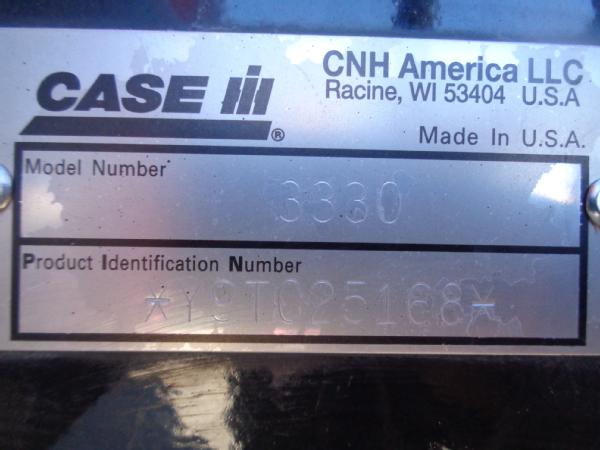 CASE IH ®
CNH America LLC
Racine, WI 53404 U.S.A
Made In U.S.A.
Model Number
3330
Product Identification Number
*Y9T025168*